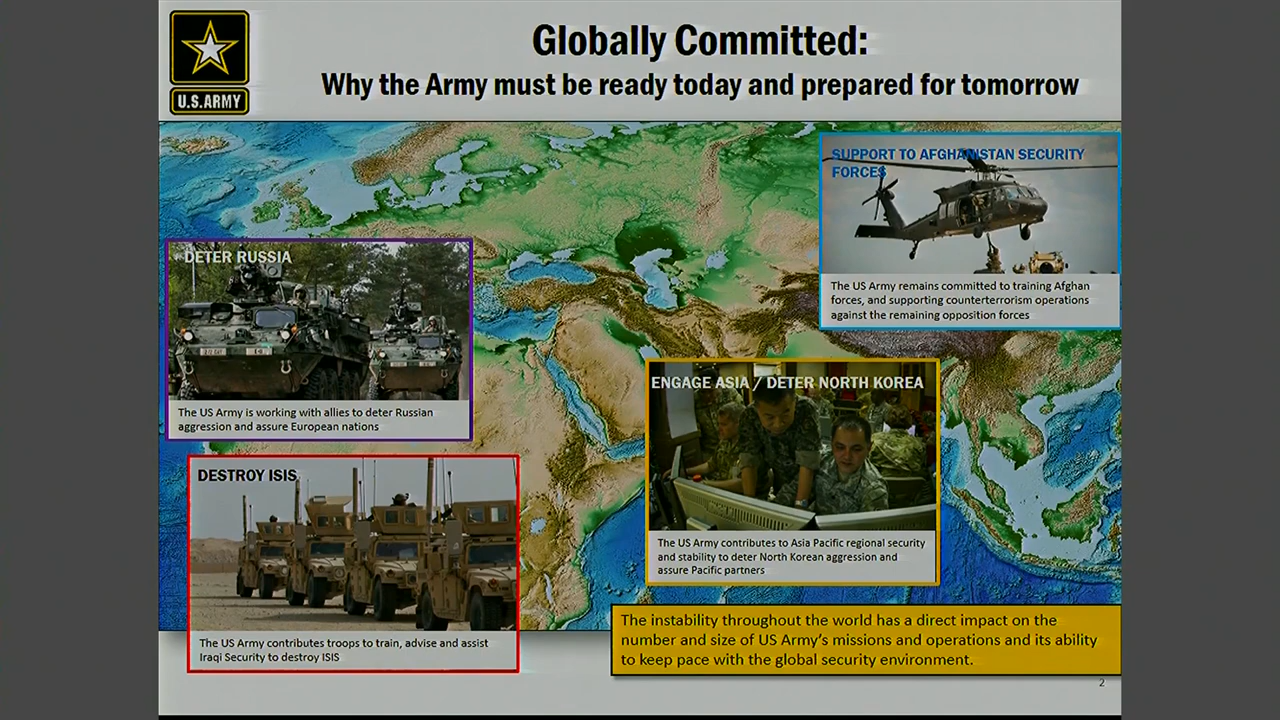 U.S.ARMY
Globally Committed:
Why the Army must be ready today and prepared for tomorrow
SUPPORT TO AFGHANISTAN SECURITY
FORCES
The US Army remains committed to training Afghan
forces, and supporting counterterrorism operations
against the remaining opposition forces
DETER RUSSIA
The US Army is working with allies to deter Russian
aggression and assure European nations
ENGAGE ASIA / DETER NORTH KOREA
The US Army contributes to Asia Pacific regional security
and stability to deter North Korean aggression and
assure Pacific partners
DESTROY ISIS
The US Army contributes troops to train, advise and assist
Iraqi Security to destroy ISIS
The instability throughout the world has a direct impact on the
number and size of US Army's missions and operations and its ability
to keep pace with the global security environment.
2